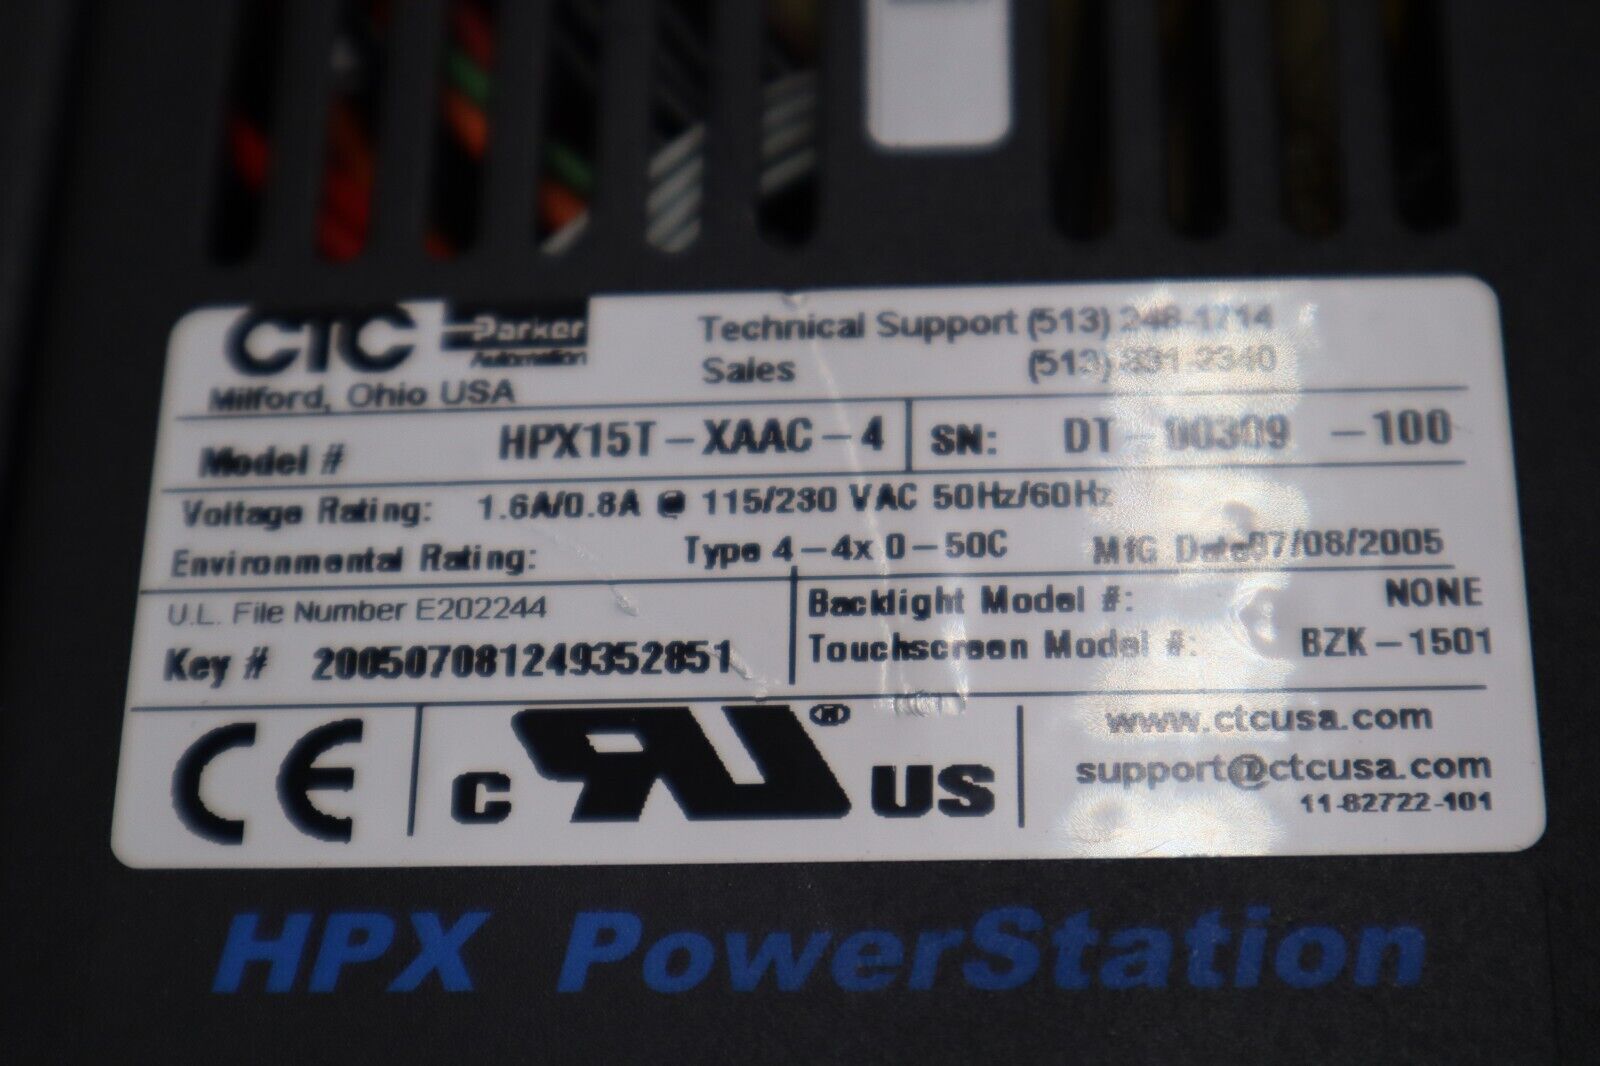 CTC Parker Automation
Milford, Ohio USA
Technical Support (513) 248-1714
Sales (513) 831-2340
Model # HPX15T-XAAC-4
SN: DT-00309 -100
Voltage Rating: 1.6A/0.8A @ 115/230 VAC 50Hz/60Hz
Environmental Rating: Type 4-4x 0-50C MfG Date 07/08/2005
U.L. File Number E202244
Key # 200507081249352851
Backlight Model #: NONE
Touchscreen Model #: BZK-1501
CE
C RU ® US
www.ctcusa.com
support@ctcusa.com
11-82722-101
HPX PowerStation